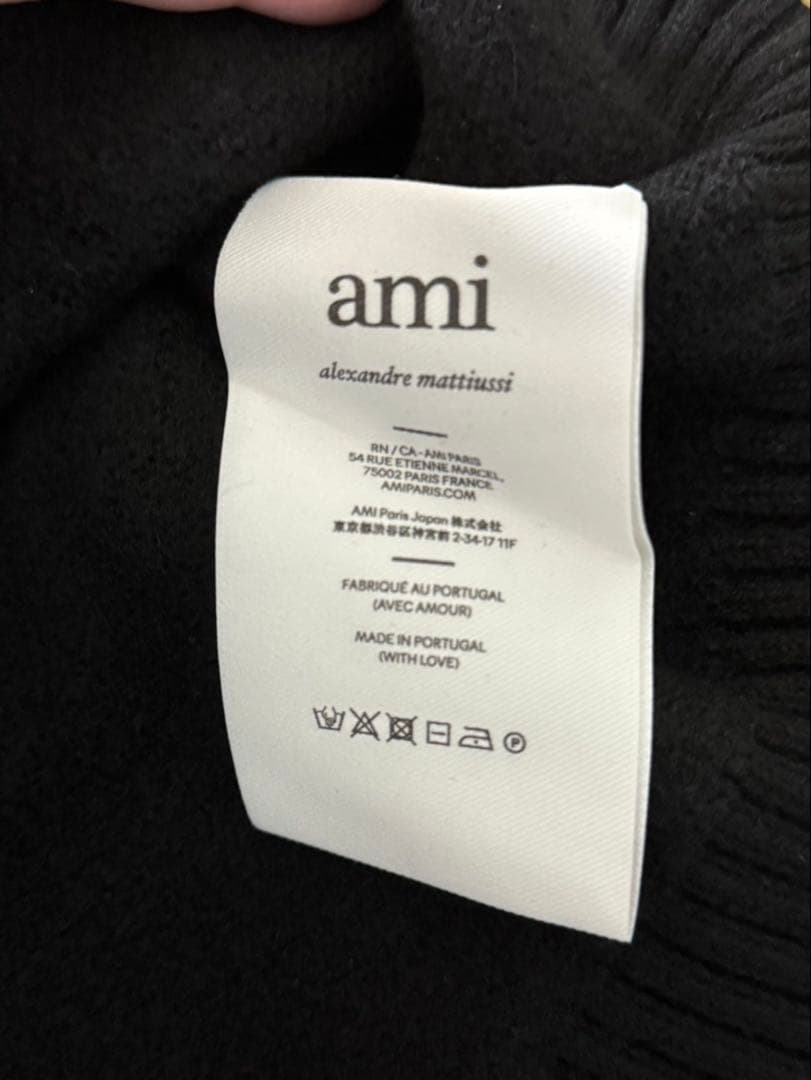 ami
alexandre mattiussi
RN / CA - AMI PARIS
54 RUE ETIENNE MARCEL,
75002 PARIS FRANCE
AMIPARIS.COM
AMI Paris Japan 株式会社
東京都渋谷区神宮前 2-34-17 11F
FABRIQUÉ AU PORTUGAL
(AVEC AMOUR)
MADE IN PORTUGAL
(WITH LOVE)
P